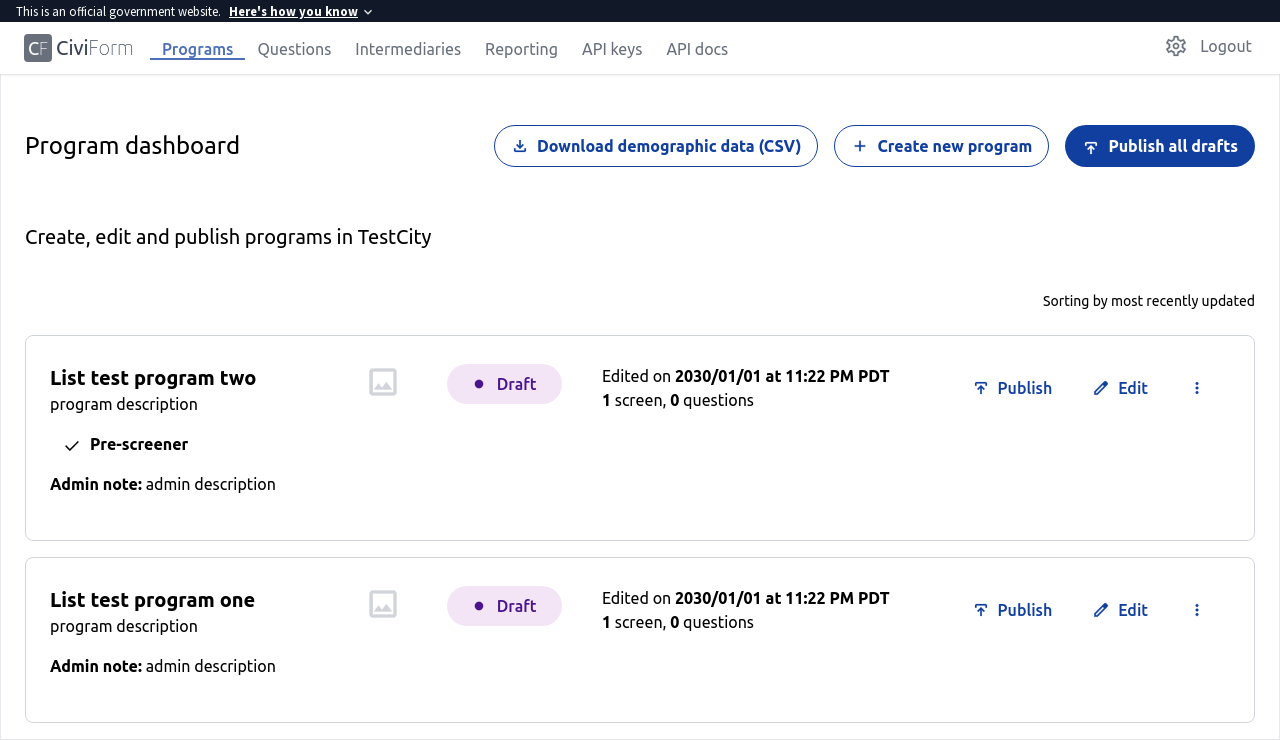 This is an official government website. Here's how you know
CF CiviForm Programs Questions Intermediaries Reporting API keys API docs Logout
Program dashboard Download demographic data (CSV) Create new program Publish all drafts
Create, edit and publish programs in TestCity
Sorting by most recently updated
List test program two Draft Edited on 2030/01/01 at 11:22 PM PDT Publish Edit
program description 1 screen, 0 questions
Pre-screener
Admin note: admin description
List test program one Draft Edited on 2030/01/01 at 11:22 PM PDT Publish Edit
program description 1 screen, 0 questions
Admin note: admin description